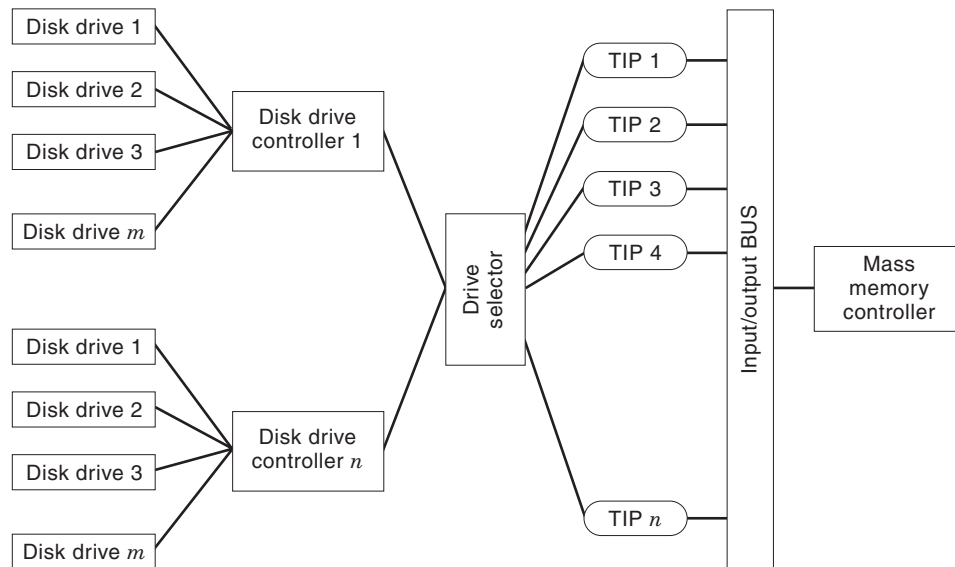 Disk drive 1
Disk drive 2
Disk drive 3
Disk drive m
Disk drive
controller 1
Disk drive 1
Disk drive 2
Disk drive 3
Disk drive m
Disk drive
controller n
Drive
selector
TIP 1
TIP 2
TIP 3
TIP 4
TIP n
Input/output BUS
Mass
memory
controller